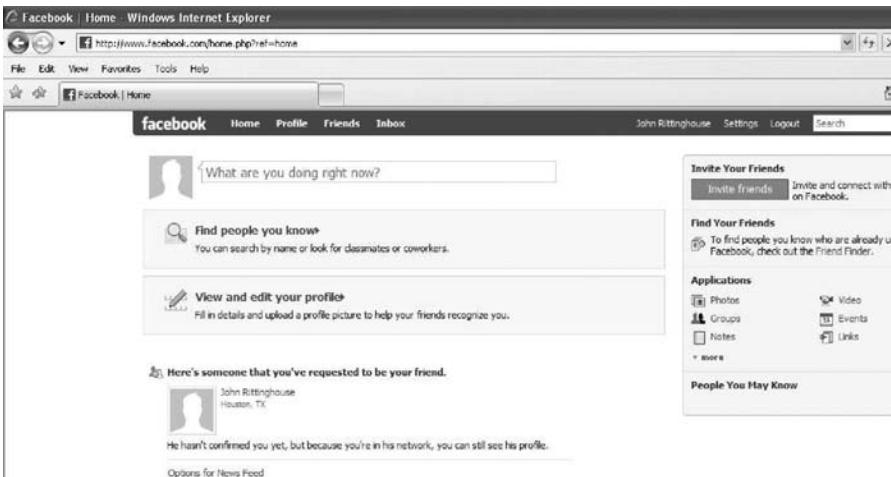 Facebook | Home - Windows Internet Explorer
http://www.facebook.com/home.php?ref=home
File Edit View Favorites Tools Help
Facebook | Home
facebook Home Profile Friends Inbox John Rittinghouse Settings Logout Search
What are you doing right now?
Find people you know
You can search by name or look for classmates or coworkers.
View and edit your profile
Fill in details and upload a profile picture to help your friends recognize you.
Here's someone that you've requested to be your friend.
John Rittinghouse
Houston, TX
He hasn't confirmed you yet, but because you're in his network, you can still see his profile.
Options for News Feed
Invite Your Friends
Invite friends Invite and connect with
on Facebook.
Find Your Friends
To find people you know who are already u
Facebook, check out the Friend Finder.
Applications
Photos Video
Groups Events
Notes Links
more
People You May Know